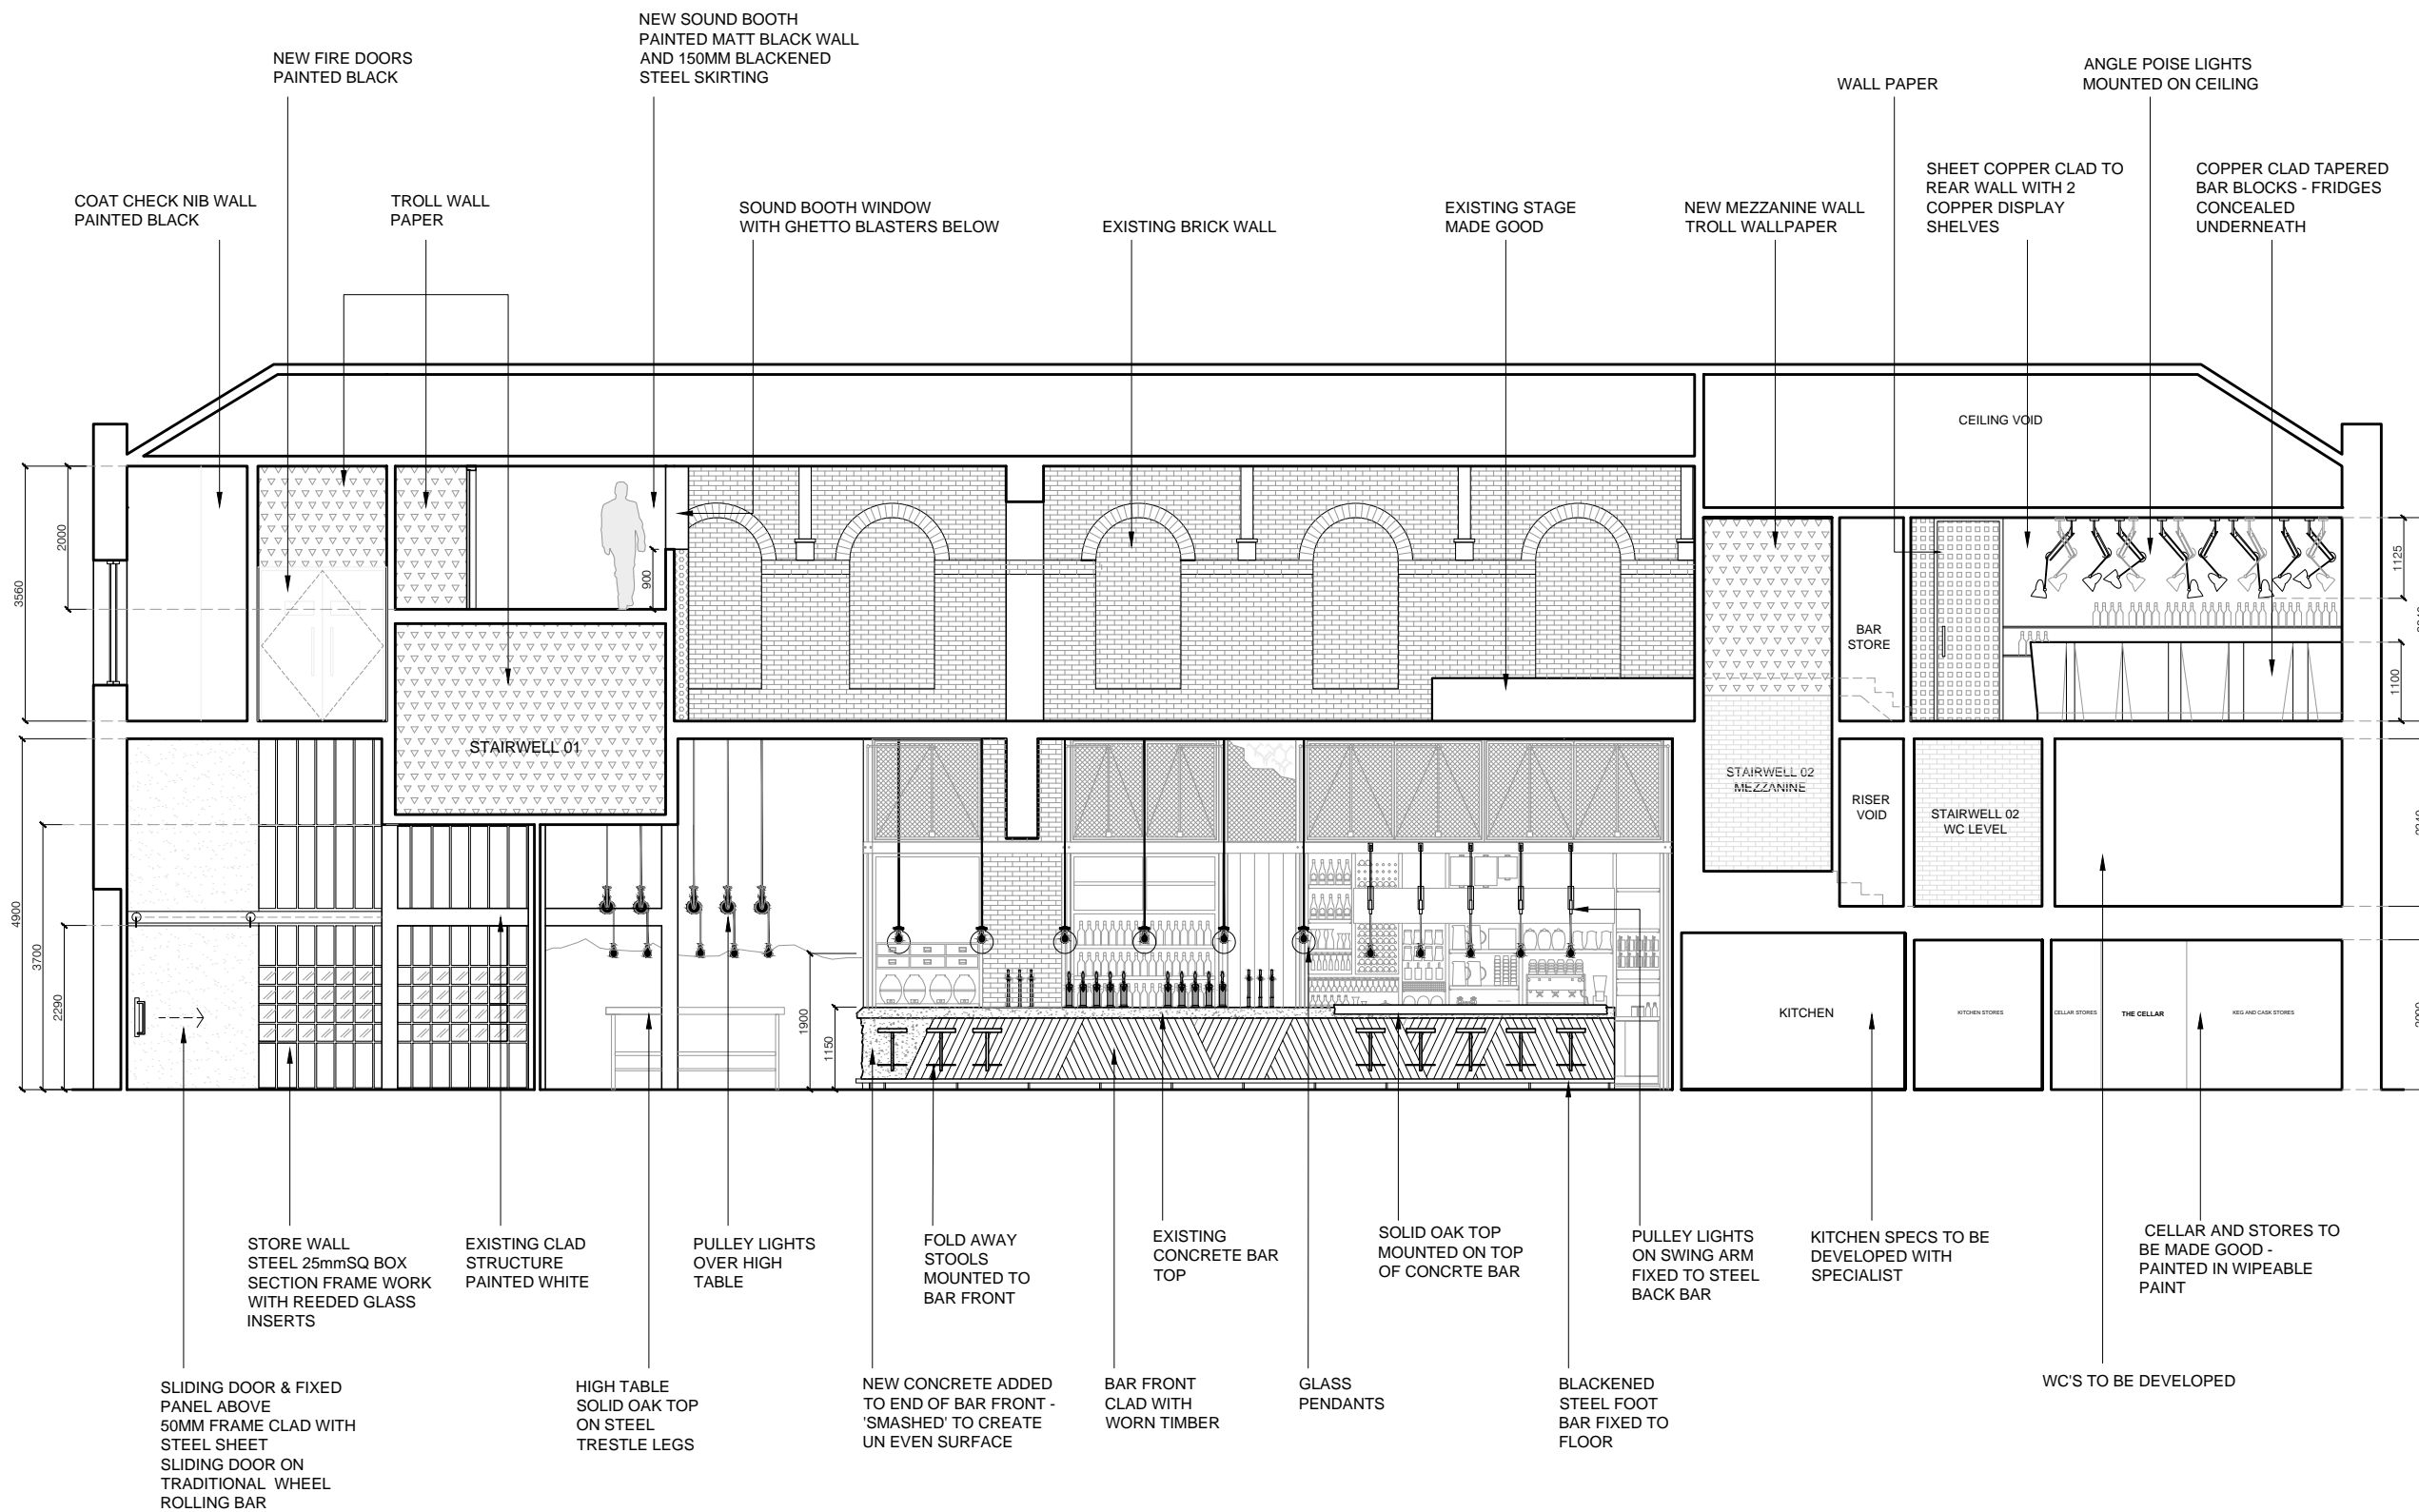 NEW SOUND BOOTH
PAINTED MATT BLACK WALL
AND 150MM BLACKENED
STEEL SKIRTING
NEW FIRE DOORS
PAINTED BLACK
ANGLE POISE LIGHTS
MOUNTED ON CEILING
WALL PAPER
COAT CHECK NIB WALL
PAINTED BLACK
TROLL WALL
PAPER
SOUND BOOTH WINDOW
WITH GHETTO BLASTERS BELOW
EXISTING BRICK WALL
EXISTING STAGE
MADE GOOD
NEW MEZZANINE WALL
TROLL WALLPAPER
SHEET COPPER CLAD TO
REAR WALL WITH 2
COPPER DISPLAY
SHELVES
COPPER CLAD TAPERED
BAR BLOCKS - FRIDGES
CONCEALED
UNDERNEATH
CEILING VOID
3560
2000
900
1125
1100
BAR
STORE
STAIRWELL 01
STAIRWELL 02
MEZZANINE
RISER
VOID
STAIRWELL 02
WC LEVEL
4900
3700
2290
1900
1150
KITCHEN
KITCHEN STORES
CELLAR STORES
THE CELLAR
KEG AND CASK STORES
STORE WALL
STEEL 25mmSQ BOX
SECTION FRAME WORK
WITH REEDED GLASS
INSERTS
EXISTING CLAD
STRUCTURE
PAINTED WHITE
PULLEY LIGHTS
OVER HIGH
TABLE
FOLD AWAY
STOOLS
MOUNTED TO
BAR FRONT
EXISTING
CONCRETE BAR
TOP
SOLID OAK TOP
MOUNTED ON TOP
OF CONCRTE BAR
PULLEY LIGHTS
ON SWING ARM
FIXED TO STEEL
BACK BAR
KITCHEN SPECS TO BE
DEVELOPED WITH
SPECIALIST
CELLAR AND STORES TO
BE MADE GOOD -
PAINTED IN WIPEABLE
PAINT
SLIDING DOOR & FIXED
PANEL ABOVE
50MM FRAME CLAD WITH
STEEL SHEET
SLIDING DOOR ON
TRADITIONAL WHEEL
ROLLING BAR
HIGH TABLE
SOLID OAK TOP
ON STEEL
TRESTLE LEGS
NEW CONCRETE ADDED
TO END OF BAR FRONT -
'SMASHED' TO CREATE
UN EVEN SURFACE
BAR FRONT
CLAD WITH
WORN TIMBER
GLASS
PENDANTS
BLACKENED
STEEL FOOT
BAR FIXED TO
FLOOR
WC'S TO BE DEVELOPED